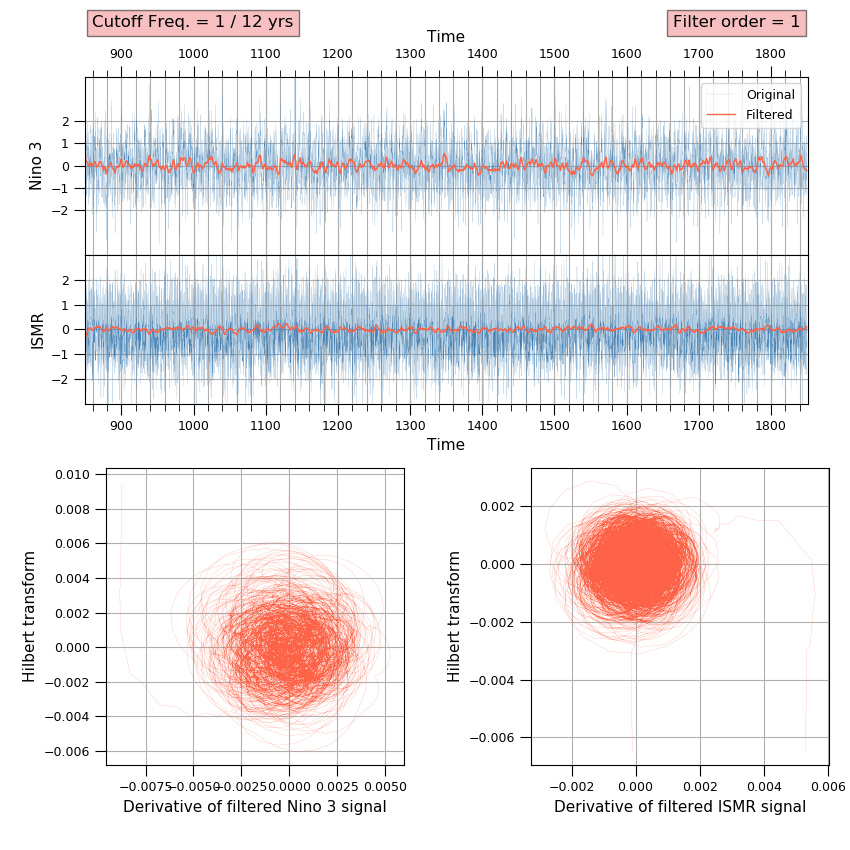 Cutoff Freq. = 1 / 12 yrs
Filter order = 1
Time
900 1000 1100 1200 1300 1400 1500 1600 1700 1800
Original
Filtered
Nino 3
2
1
0
−1
−2
ISMR
2
1
0
−1
−2
900 1000 1100 1200 1300 1400 1500 1600 1700 1800
Time
Hilbert transform
0.010
0.008
0.006
0.004
0.002
0.000
−0.002
−0.004
−0.006
−0.0075 −0.0050 −0.0025 0.0000 0.0025 0.0050
Derivative of filtered Nino 3 signal
Hilbert transform
0.002
0.000
−0.002
−0.004
−0.006
−0.002 0.000 0.002 0.004 0.006
Derivative of filtered ISMR signal